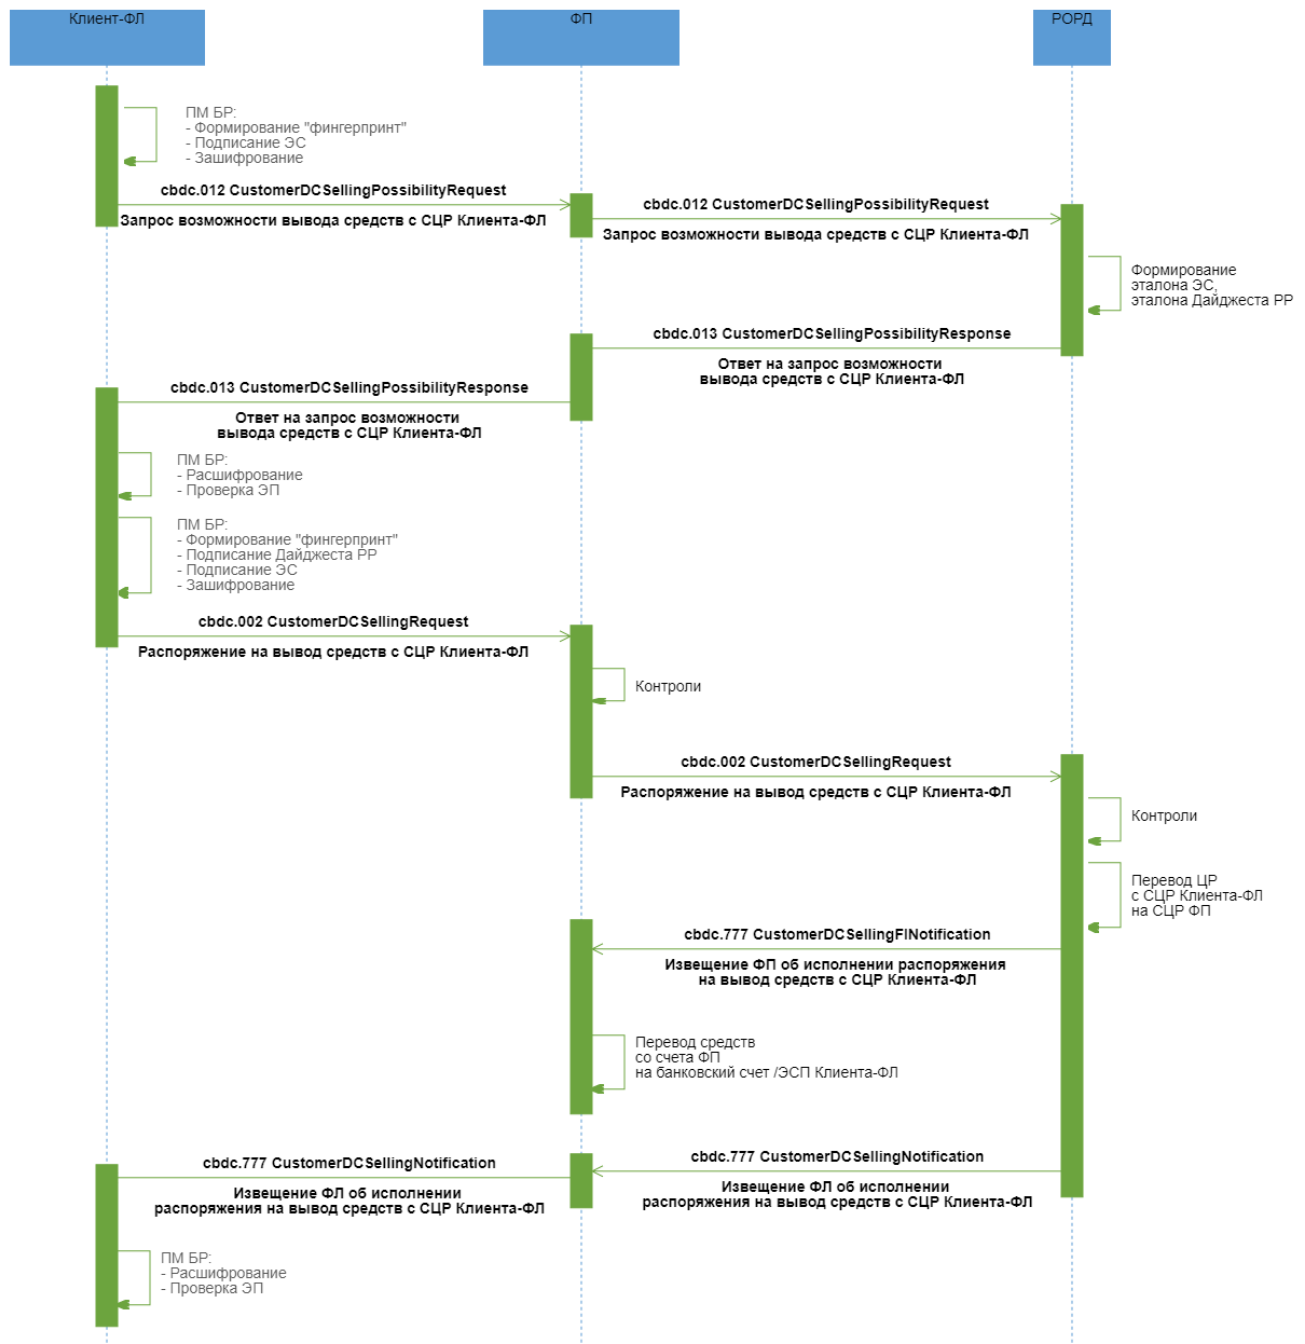 Клиент-ФЛ
ФП
РОРД
ПМ БР:
- Формирование "фингерпринт"
- Подписание ЭС
- Зашифрование
cbdc.012 CustomerDCSellingPossibilityRequest
Запрос возможности вывода средств с СЦР Клиента-ФЛ
cbdc.012 CustomerDCSellingPossibilityRequest
Запрос возможности вывода средств с СЦР Клиента-ФЛ
Формирование
эталона ЭС,
эталона Дайджеста РР
cbdc.013 CustomerDCSellingPossibilityResponse
Ответ на запрос возможности
вывода средств с СЦР Клиента-ФЛ
cbdc.013 CustomerDCSellingPossibilityResponse
Ответ на запрос возможности
вывода средств с СЦР Клиента-ФЛ
ПМ БР:
- Расшифрование
- Проверка ЭП
ПМ БР:
- Формирование "фингерпринт"
- Подписание Дайджеста РР
- Подписание ЭС
- Зашифрование
cbdc.002 CustomerDCSellingRequest
Распоряжение на вывод средств с СЦР Клиента-ФЛ
Контроли
cbdc.002 CustomerDCSellingRequest
Распоряжение на вывод средств с СЦР Клиента-ФЛ
Контроли
Перевод ЦР
с СЦР Клиента-ФЛ
на СЦР ФП
cbdc.777 CustomerDCSellingFINotification
Извещение ФП об исполнении распоряжения
на вывод средств с СЦР Клиента-ФЛ
Перевод средств
со счета ФП
на банковский счет /ЭСП Клиента-ФЛ
cbdc.777 CustomerDCSellingNotification
Извещение ФЛ об исполнении
распоряжения на вывод средств с СЦР Клиента-ФЛ
cbdc.777 CustomerDCSellingNotification
Извещение ФЛ об исполнении
распоряжения на вывод средств с СЦР Клиента-ФЛ
ПМ БР:
- Расшифрование
- Проверка ЭП